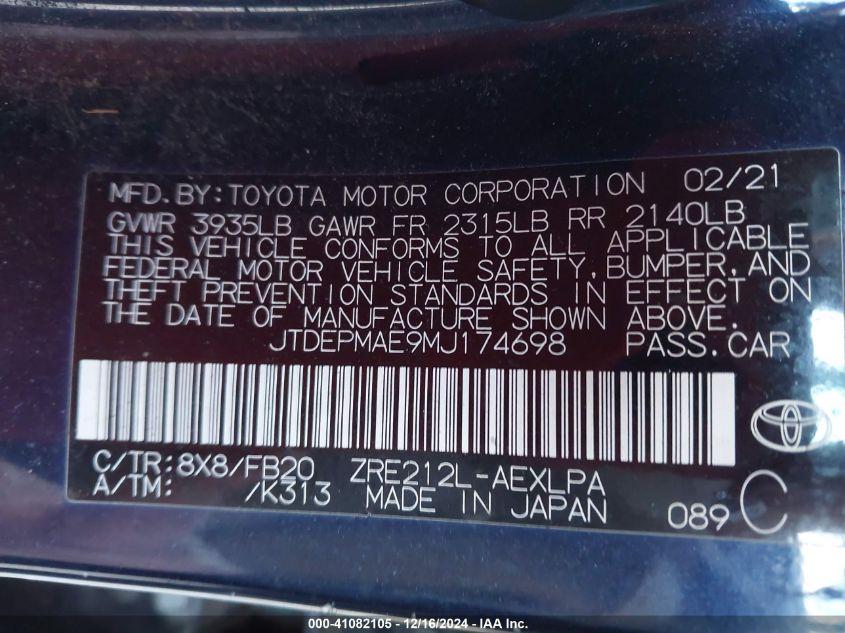 MFD.BY:TOYOTA MOTOR CORPORATION 02/21
GVWR 3935LB GAWR FR 2315LB RR 2140LB
THIS VEHICLE CONFORMS TO ALL APPLICABLE
FEDERAL MOTOR VEHICLE SAFETY,BUMPER,AND
THEFT PREVENTION STANDARDS IN EFFECT ON
THE DATE OF MANUFACTURE SHOWN ABOVE.
JTDEPMAE9MJ174698 PASS.CAR
C/TR:8X8/FB20 ZRE212L-AEXLPA
A/TM: /K313 MADE IN JAPAN 089 C
000-41082105 - 12/16/2024 - IAA Inc.